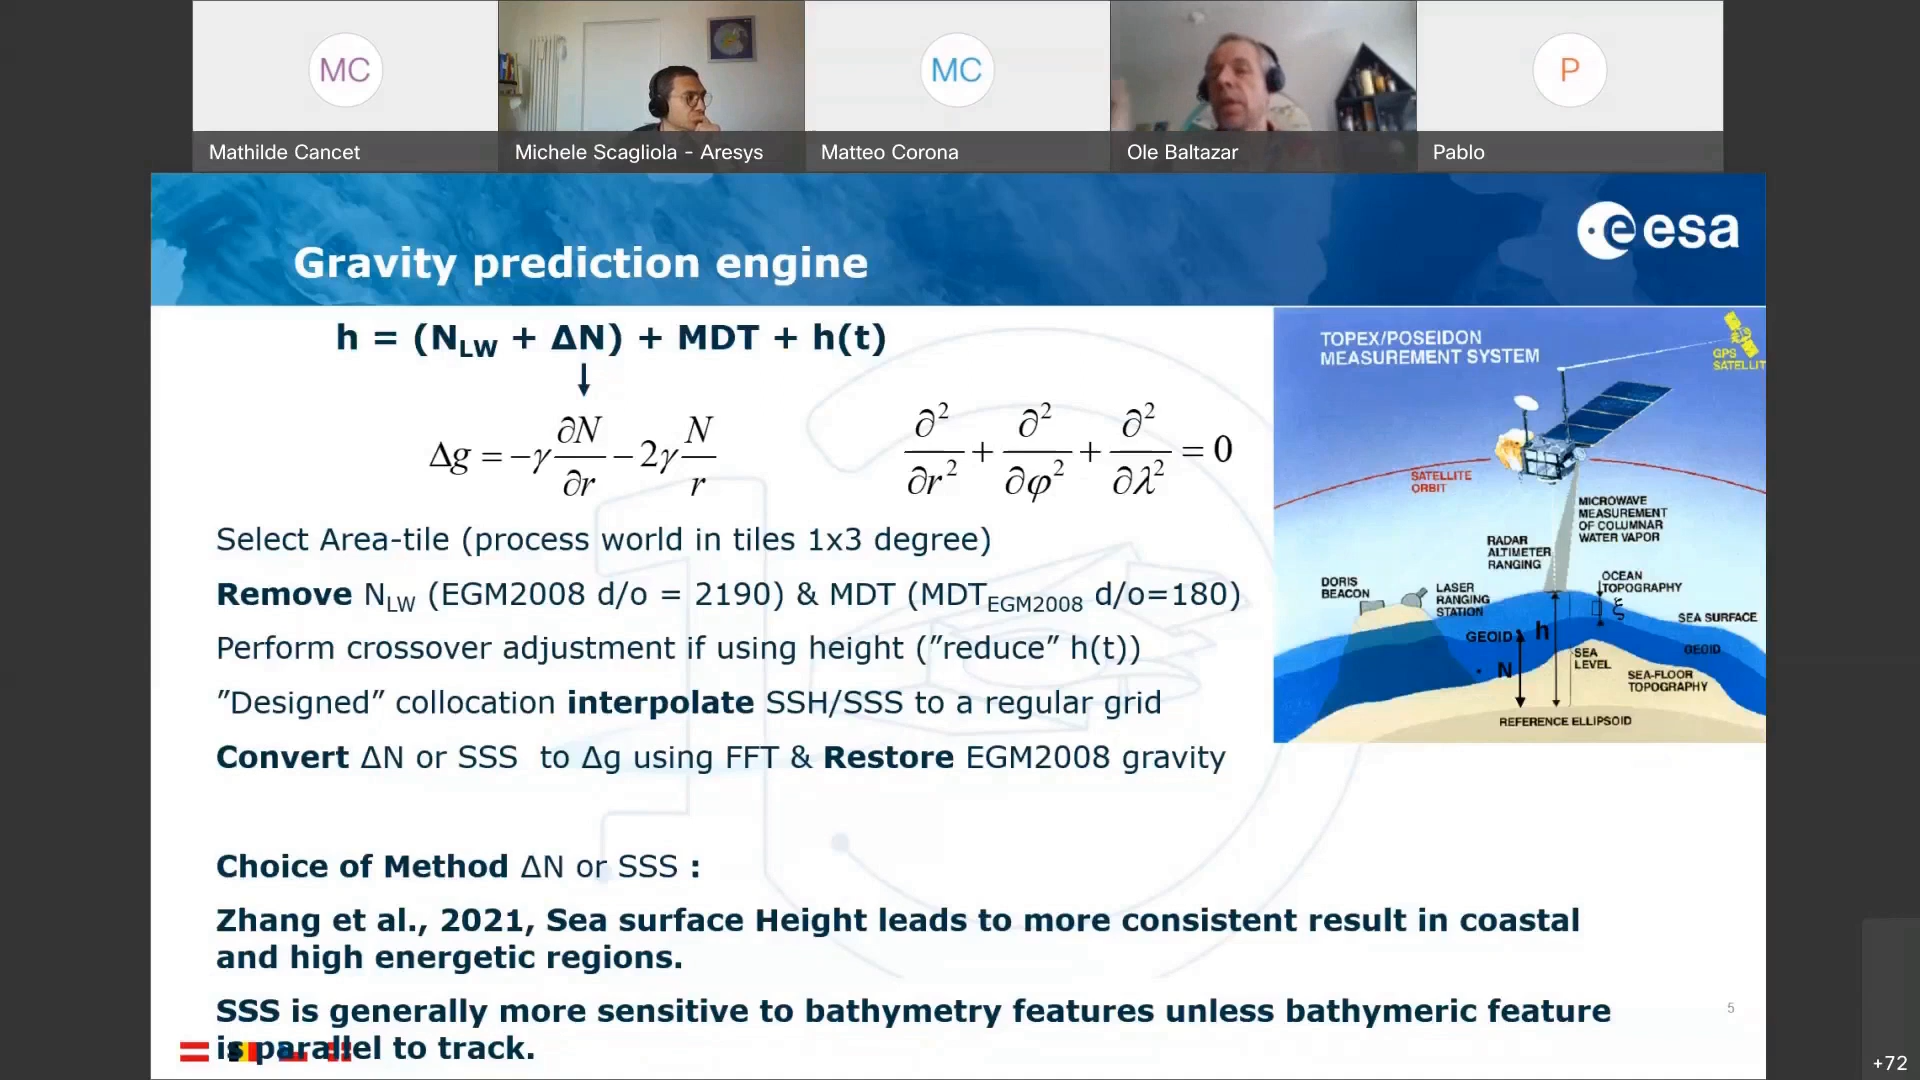 MC
MC
P
Mathilde Cancet
Michele Scagliola - Aresys
Matteo Corona
Ole Baltazar
Pablo
esa
Gravity prediction engine
h = (N_LW + ΔN) + MDT + h(t)
↓
Δg = −γ ∂N/∂r − 2γ N/r
∂²/∂r² + ∂²/∂φ² + ∂²/∂λ² = 0
Select Area-tile (process world in tiles 1x3 degree)
Remove N_LW (EGM2008 d/o = 2190) & MDT (MDT_EGM2008 d/o=180)
Perform crossover adjustment if using height (”reduce” h(t))
”Designed” collocation interpolate SSH/SSS to a regular grid
Convert ΔN or SSS to Δg using FFT & Restore EGM2008 gravity
Choice of Method ΔN or SSS :
Zhang et al., 2021, Sea surface Height leads to more consistent result in coastal
and high energetic regions.
SSS is generally more sensitive to bathymetry features unless bathymeric feature
is parallel to track.
TOPEX/POSEIDON
MEASUREMENT SYSTEM
GPS
SATELLIT
SATELLITE
ORBIT
MICROWAVE
MEASUREMENT
OF COLUMNAR
WATER VAPOR
RADAR
ALTIMETER
RANGING
DORIS
BEACON
LASER
RANGING
STATION
OCEAN
TOPOGRAPHY
ξ
SEA SURFACE
GEOID
h
GEOID
SEA
LEVEL
N
SEA-FLOOR
TOPOGRAPHY
REFERENCE ELLIPSOID
5
+72